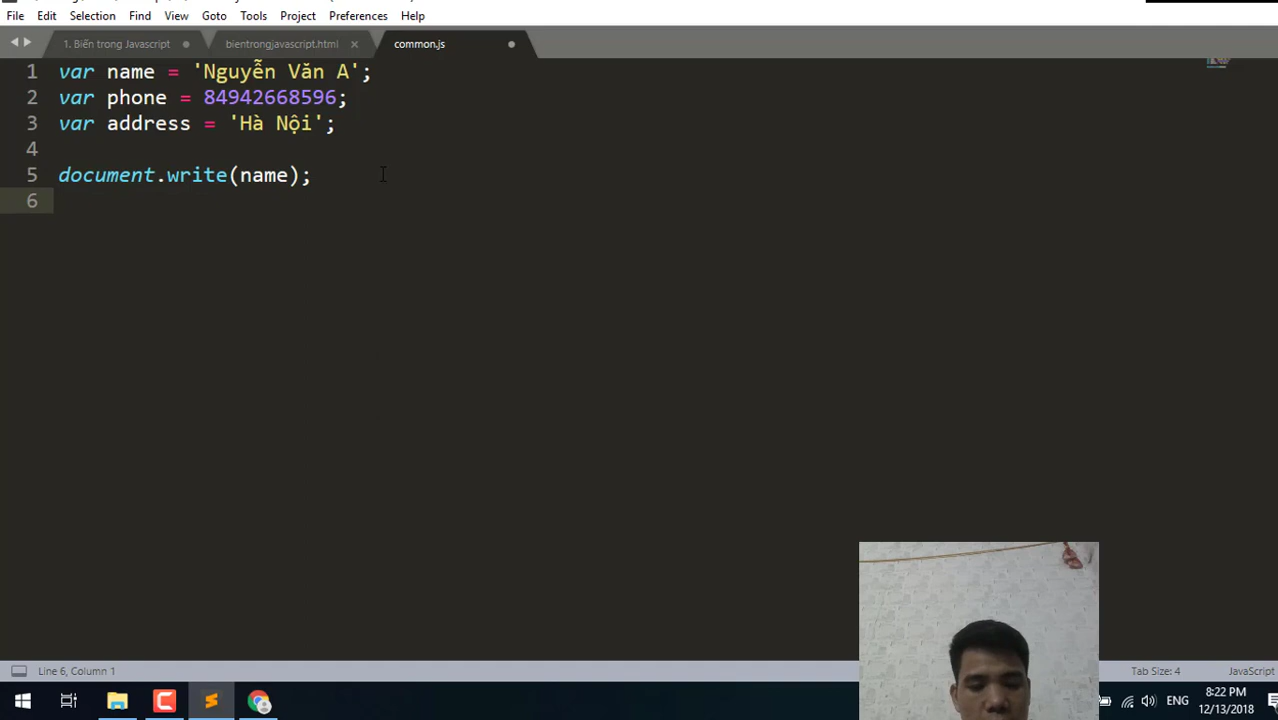 File Edit Selection Find View Goto Tools Project Preferences Help
1. Biến trong Javascript bientrongjavascript.html common.js
1 var name = 'Nguyễn Văn A';
2 var phone = 84942668596;
3 var address = 'Hà Nội';
4
5 document.write(name);
6
Line 6, Column 1 Tab Size: 4 JavaScript
ENG 8:22 PM
12/13/2018